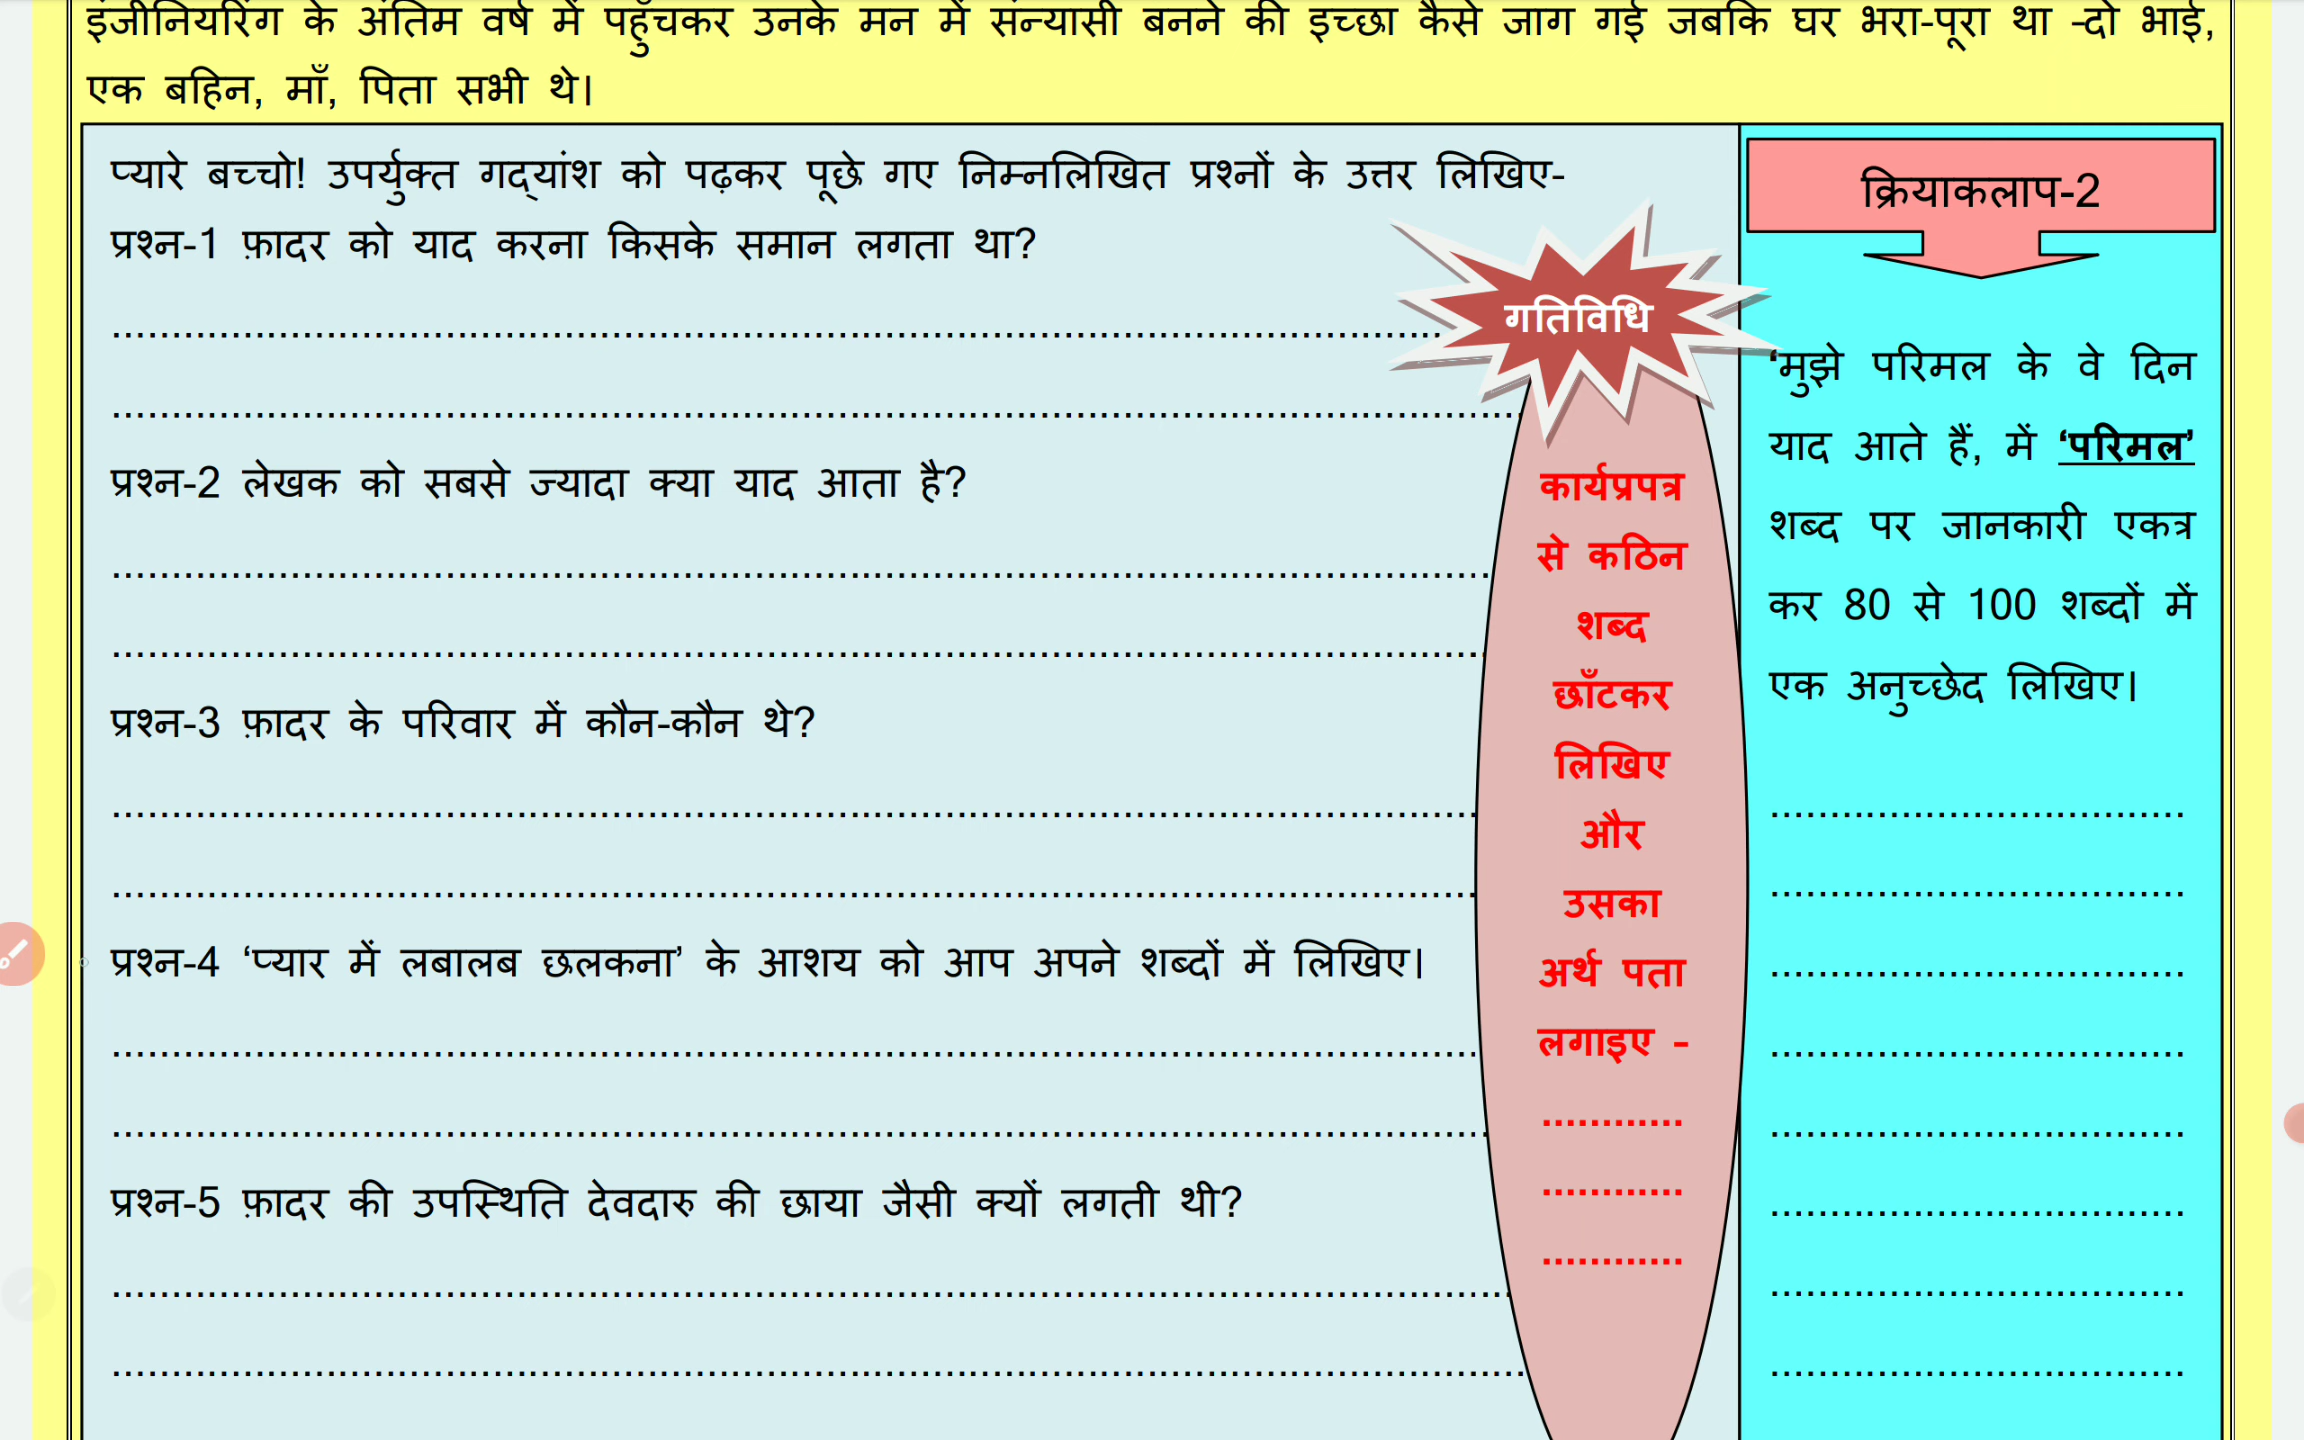 इंजीनियरिंग के अंतिम वर्ष में पहुँचकर उनके मन में संन्यासी बनने की इच्छा कैसे जाग गई जबकि घर भरा-पूरा था -दो भाई,
एक बहिन, माँ, पिता सभी थे।
प्यारे बच्चो! उपर्युक्त गद्यांश को पढ़कर पूछे गए निम्नलिखित प्रश्नों के उत्तर लिखिए-
प्रश्न-1 फ़ादर को याद करना किसके समान लगता था?
................................................................
................................................................
प्रश्न-2 लेखक को सबसे ज्यादा क्या याद आता है?
................................................................
................................................................
प्रश्न-3 फ़ादर के परिवार में कौन-कौन थे?
................................................................
................................................................
प्रश्न-4 ‘प्यार में लबालब छलकना’ के आशय को आप अपने शब्दों में लिखिए।
................................................................
................................................................
प्रश्न-5 फ़ादर की उपस्थिति देवदारु की छाया जैसी क्यों लगती थी?
................................................................
................................................................
गतिविधि
कार्यप्रपत्र
से कठिन
शब्द
छाँटकर
लिखिए
और
उसका
अर्थ पता
लगाइए -
............
............
............
क्रियाकलाप-2
‘मुझे परिमल के वे दिन
याद आते हैं, में ‘परिमल’
शब्द पर जानकारी एकत्र
कर 80 से 100 शब्दों में
एक अनुच्छेद लिखिए।
...................................
...................................
...................................
...................................
...................................
...................................
...................................
...................................